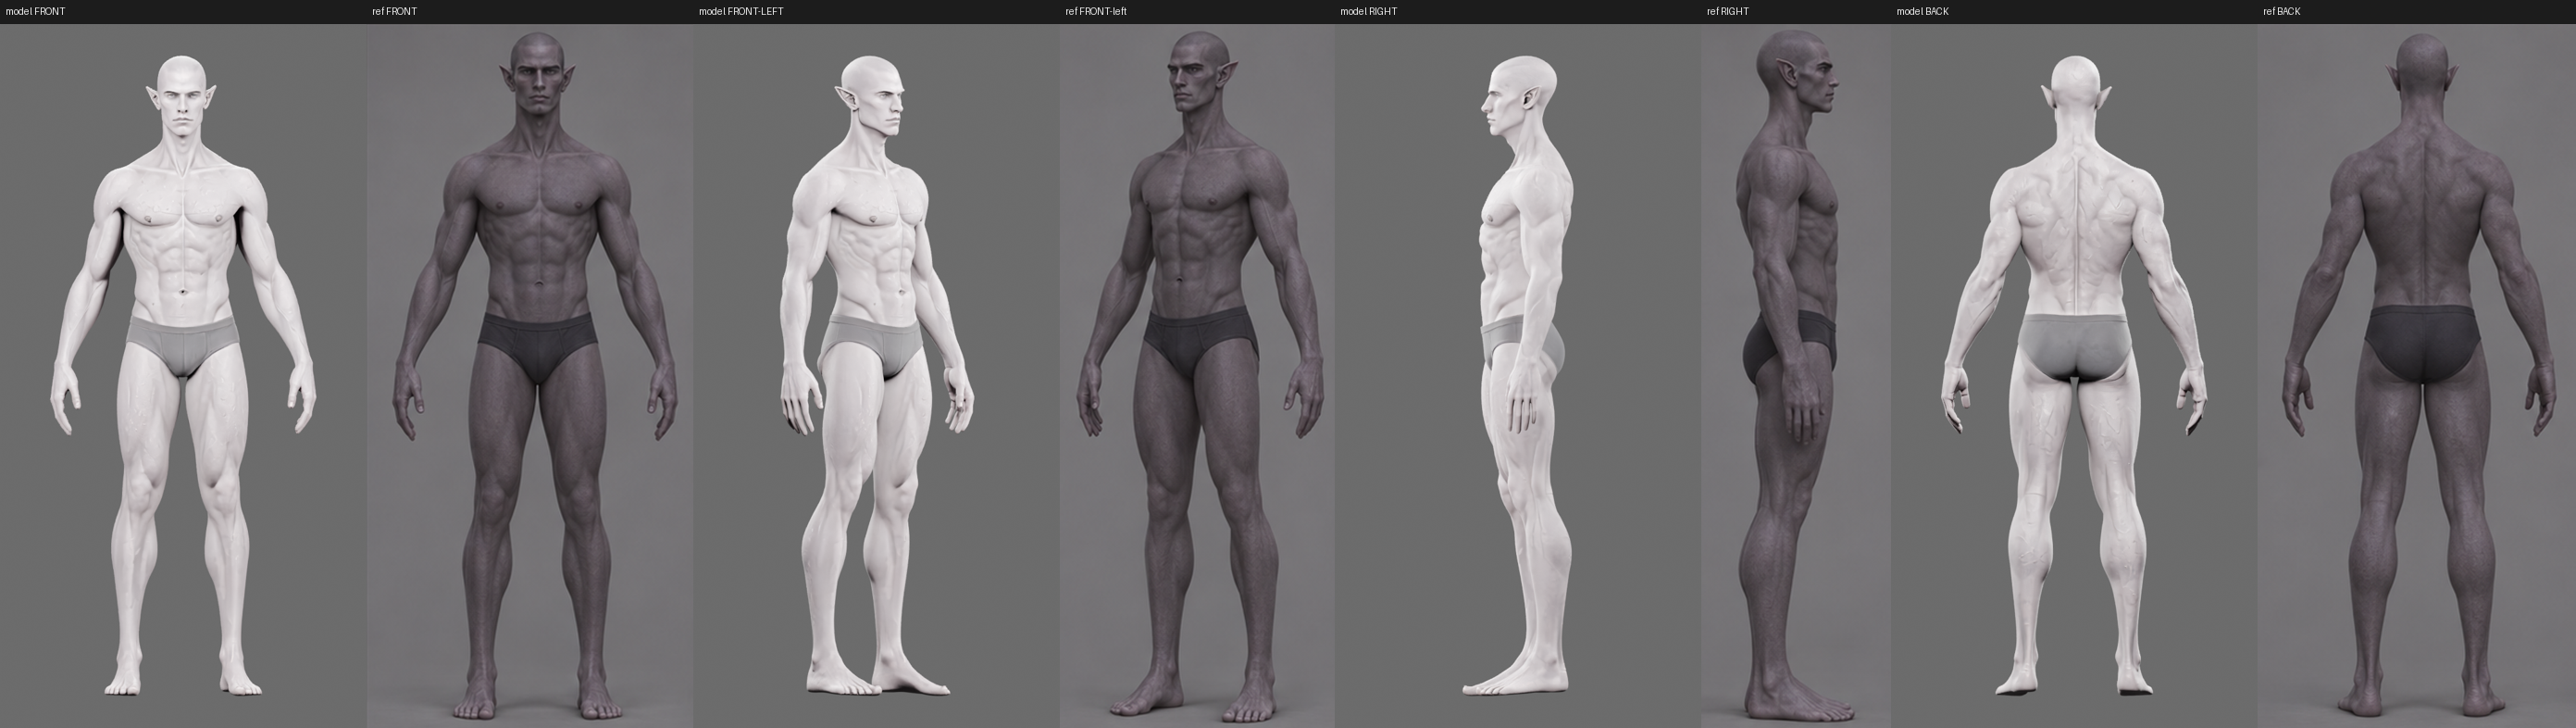 model FRONT
ref FRONT
model FRONT-LEFT
ref FRONT-left
model RIGHT
ref RIGHT
model BACK
ref BACK